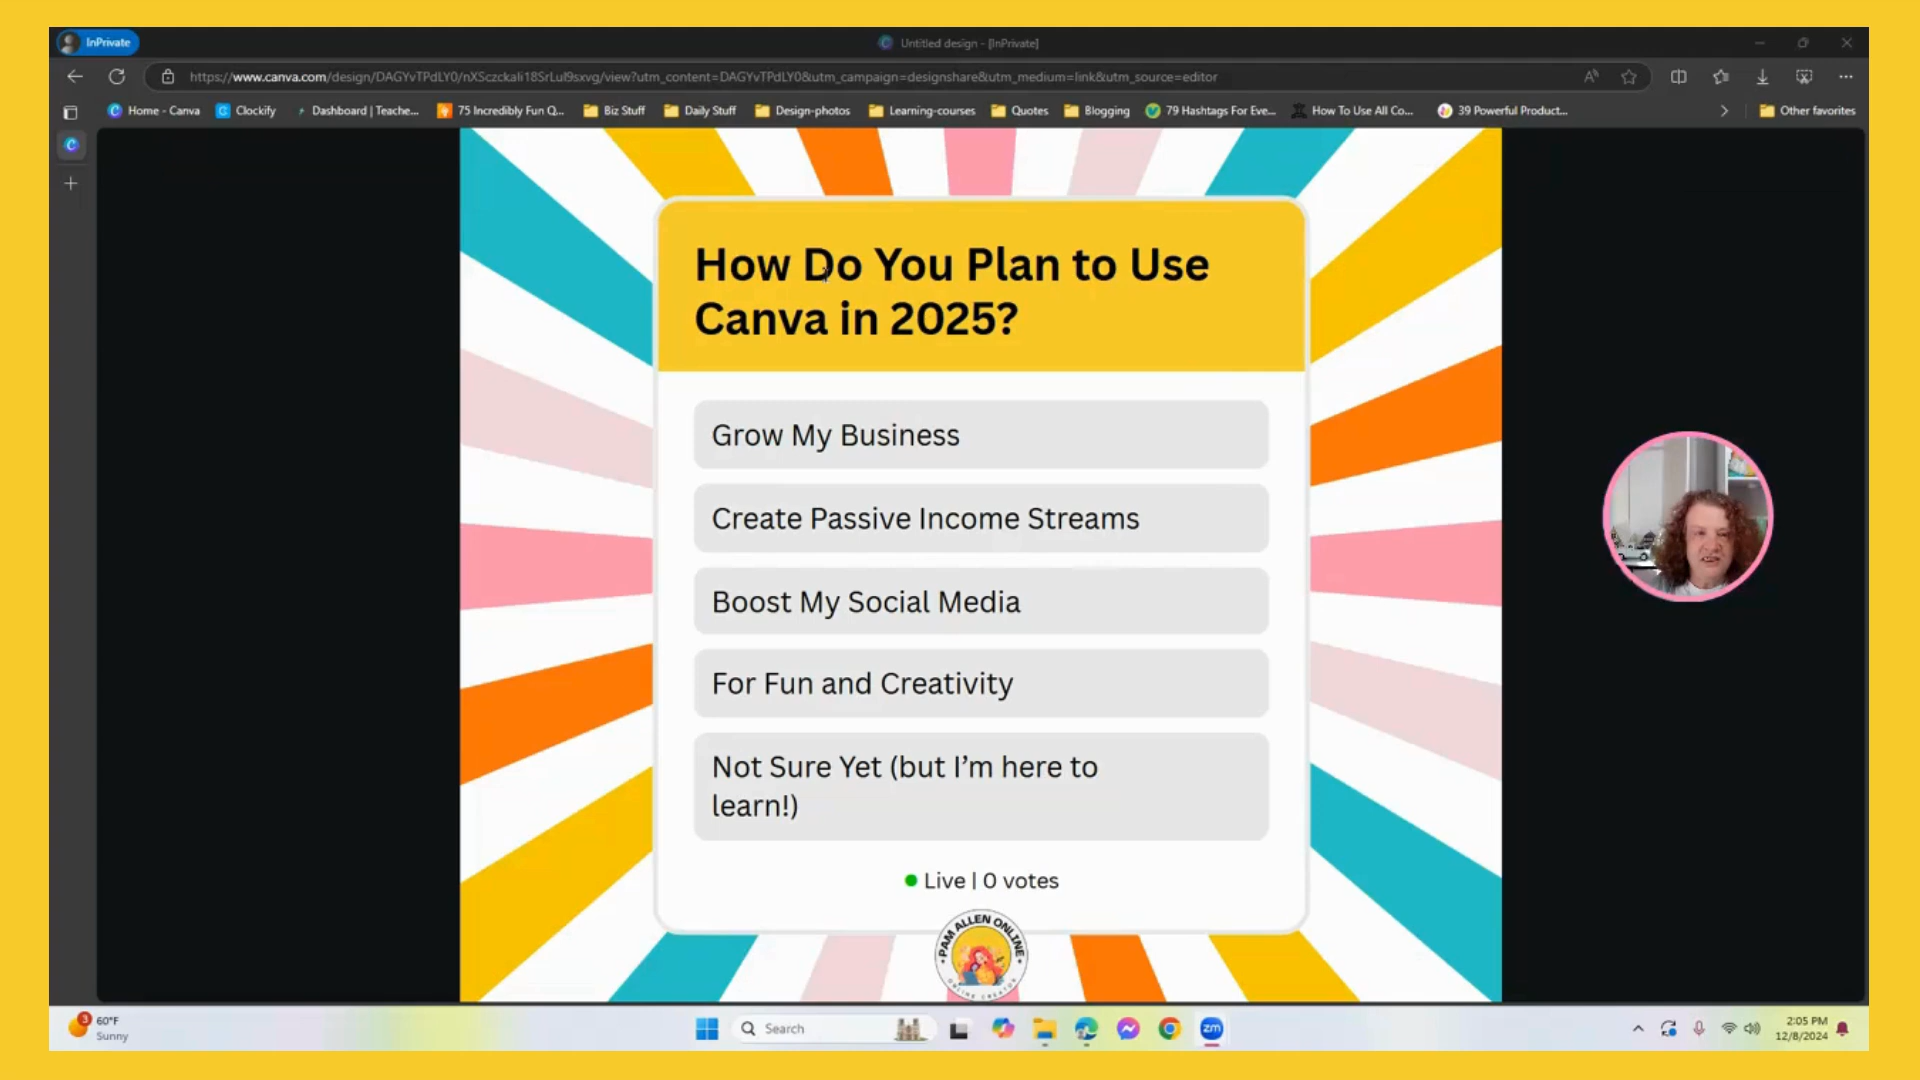 InPrivate
Untitled design - [InPrivate]
https://www.canva.com/design/DAGYvTPdLY0/nXSczckali18SrLul9sxvg/view?utm_content=DAGYvTPdLY0&utm_campaign=designshare&utm_medium=link&utm_source=editor
Home - Canva
Clockify
Dashboard | Teache...
75 Incredibly Fun Q...
Biz Stuff
Daily Stuff
Design-photos
Learning-courses
Quotes
Blogging
79 Hashtags For Eve...
How To Use All Co...
39 Powerful Product...
Other favorites
How Do You Plan to Use
Canva in 2025?
Grow My Business
Create Passive Income Streams
Boost My Social Media
For Fun and Creativity
Not Sure Yet (but I’m here to
learn!)
Live | 0 votes
PAM ALLEN ONLINE
ONLINE CREATOR
3
60°F
Sunny
Search
zm
2:05 PM
12/8/2024